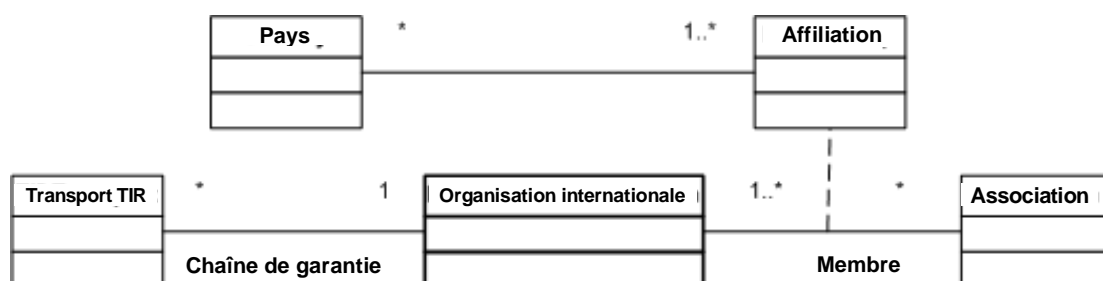 Pays * 1..* Affiliation
Transport TIR * 1 Organisation internationale 1..* * Association
Chaîne de garantie Membre